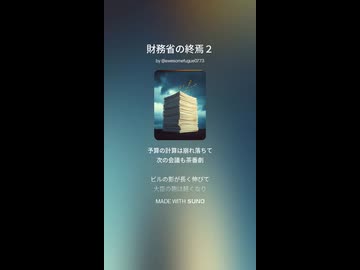 財務省の終焉２
by @awesomefugue0773
予算の計算は崩れ落ちて
次の会議も茶番劇
ビルの影が長く伸びて
大臣の靴は軽くなり
MADE WITH SUNO